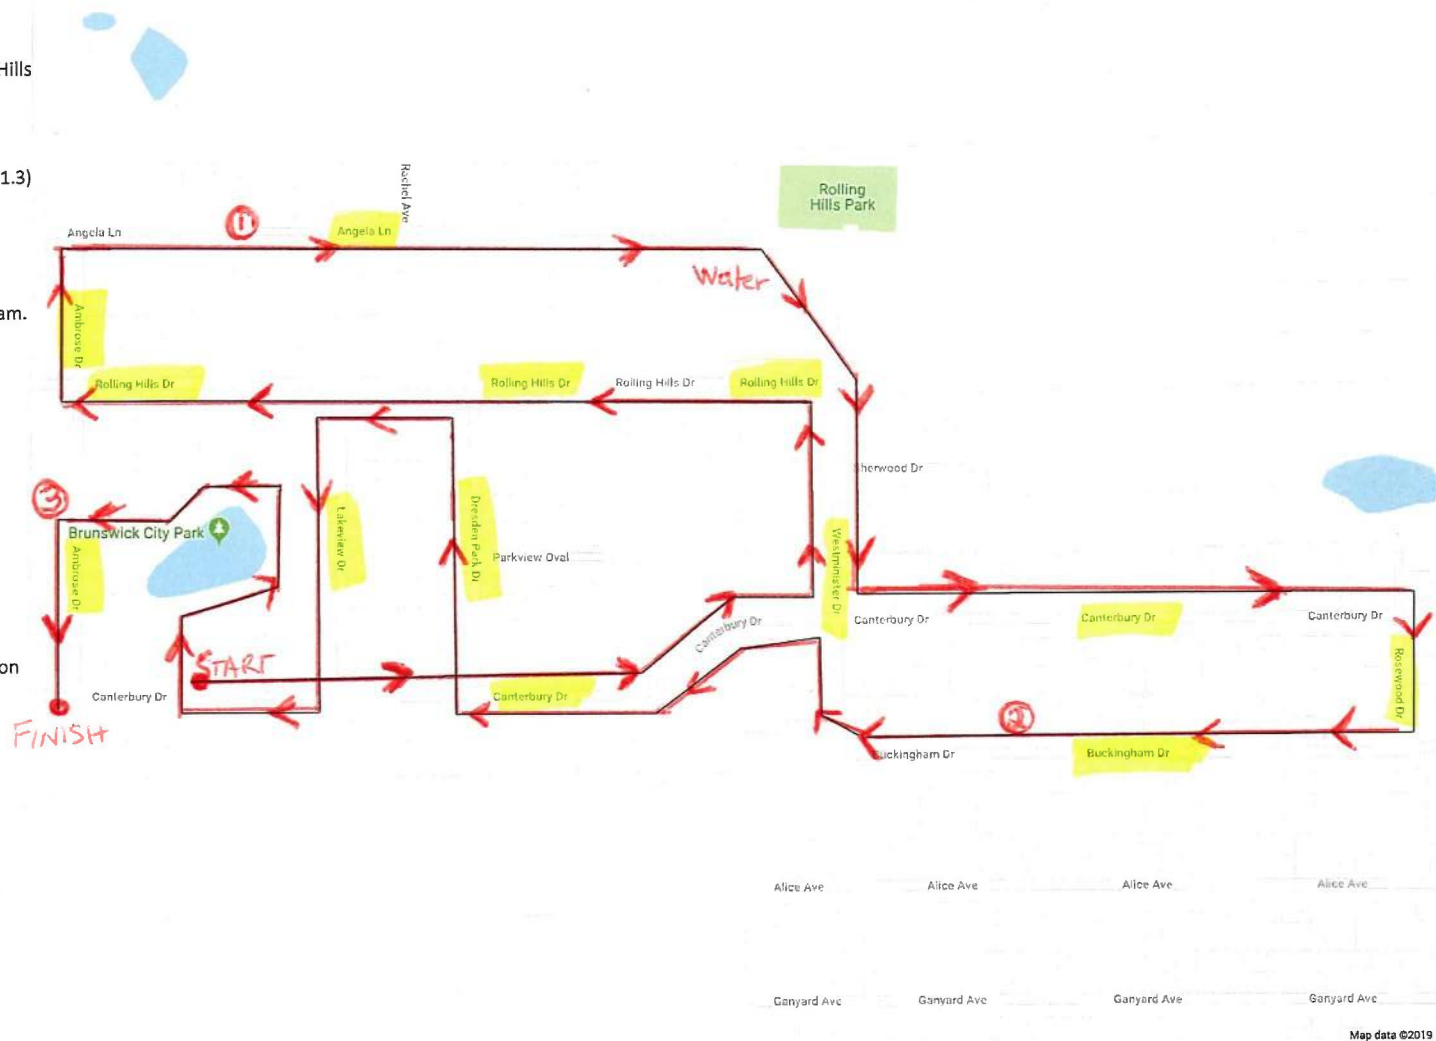 Hills
1.3)
am.
on
Rolling
Hills Park
Rachel Ave
Angela Ln
1
Angela Ln
Water
Ambrose Dr
Rolling Hills Dr
Rolling Hills Dr
Rolling Hills Dr
Rolling Hills Dr
Sherwood Dr
3
Brunswick City Park
Ambrose Dr
Lakeview Dr
Dresden Park Dr
Parkview Oval
Westminister Dr
Canterbury Dr
Canterbury Dr
Canterbury Dr
Canterbury Dr
START
Canterbury Dr
Canterbury Dr
Rosewood Dr
FINISH
2
Buckingham Dr
Buckingham Dr
Alice Ave
Alice Ave
Alice Ave
Alice Ave
Ganyard Ave
Ganyard Ave
Ganyard Ave
Ganyard Ave
Map data ©2019